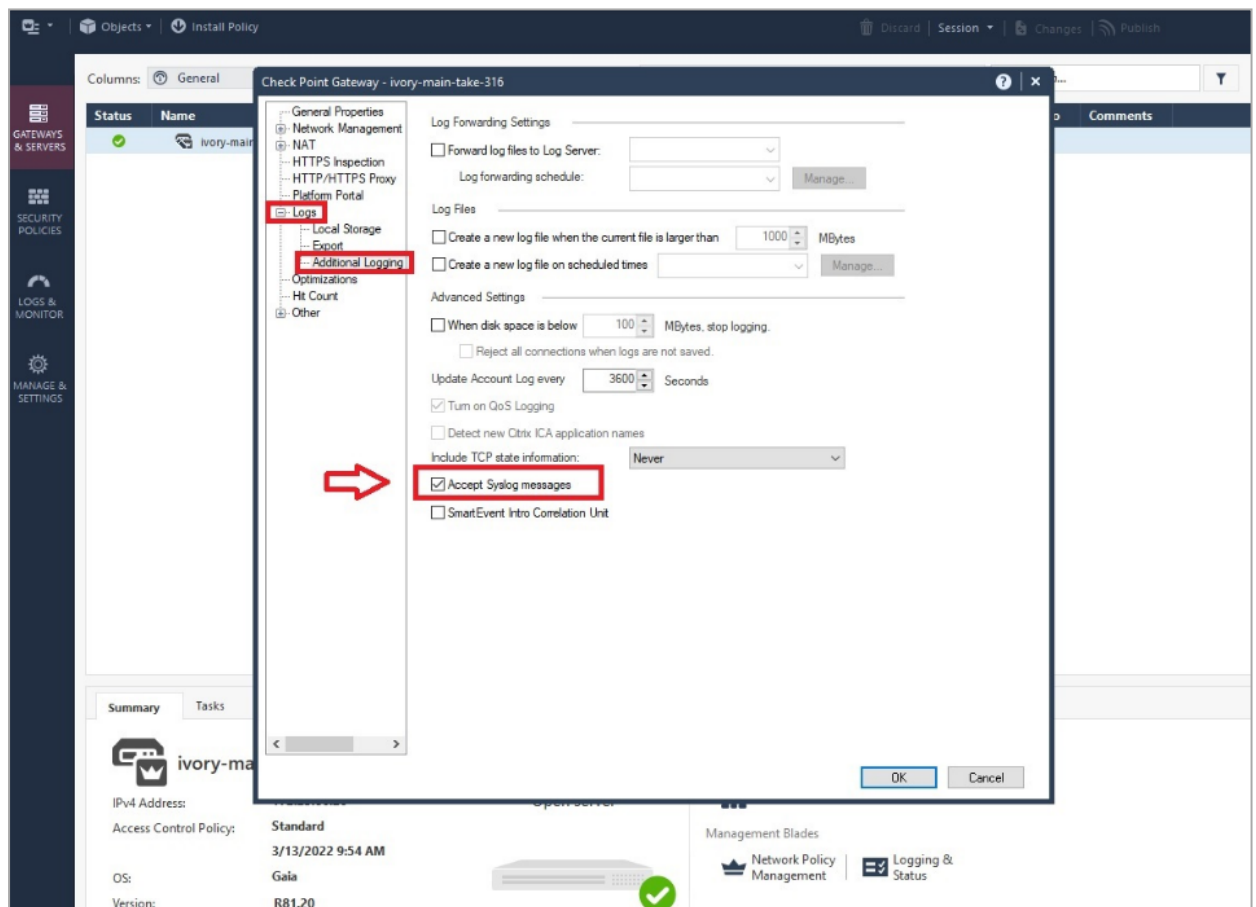 Objects Install Policy Discard Session Changes Publish
Columns: General
Check Point Gateway - ivory-main-take-316
GATEWAYS
& SERVERS
SECURITY
POLICIES
LOGS &
MONITOR
MANAGE &
SETTINGS
Status Name Comments
ivory-main
General Properties
Network Management
NAT
HTTPS Inspection
HTTP/HTTPS Proxy
Platform Portal
Logs
Local Storage
Export
Additional Logging
Optimizations
Hit Count
Other
Log Forwarding Settings
Forward log files to Log Server:
Log forwarding schedule: Manage...
Log Files
Create a new log file when the current file is larger than 1000 MBytes
Create a new log file on scheduled times Manage...
Advanced Settings
When disk space is below 100 MBytes, stop logging.
Reject all connections when logs are not saved.
Update Account Log every 3600 Seconds
Turn on QoS Logging
Detect new Citrix ICA application names
Include TCP state information: Never
Accept Syslog messages
SmartEvent Intro Correlation Unit
OK Cancel
Summary Tasks
ivory-ma
IPv4 Address:
Access Control Policy: Standard
3/13/2022 9:54 AM
OS: Gaia
Version: R81.20
Management Blades
Network Policy
Management
Logging &
Status